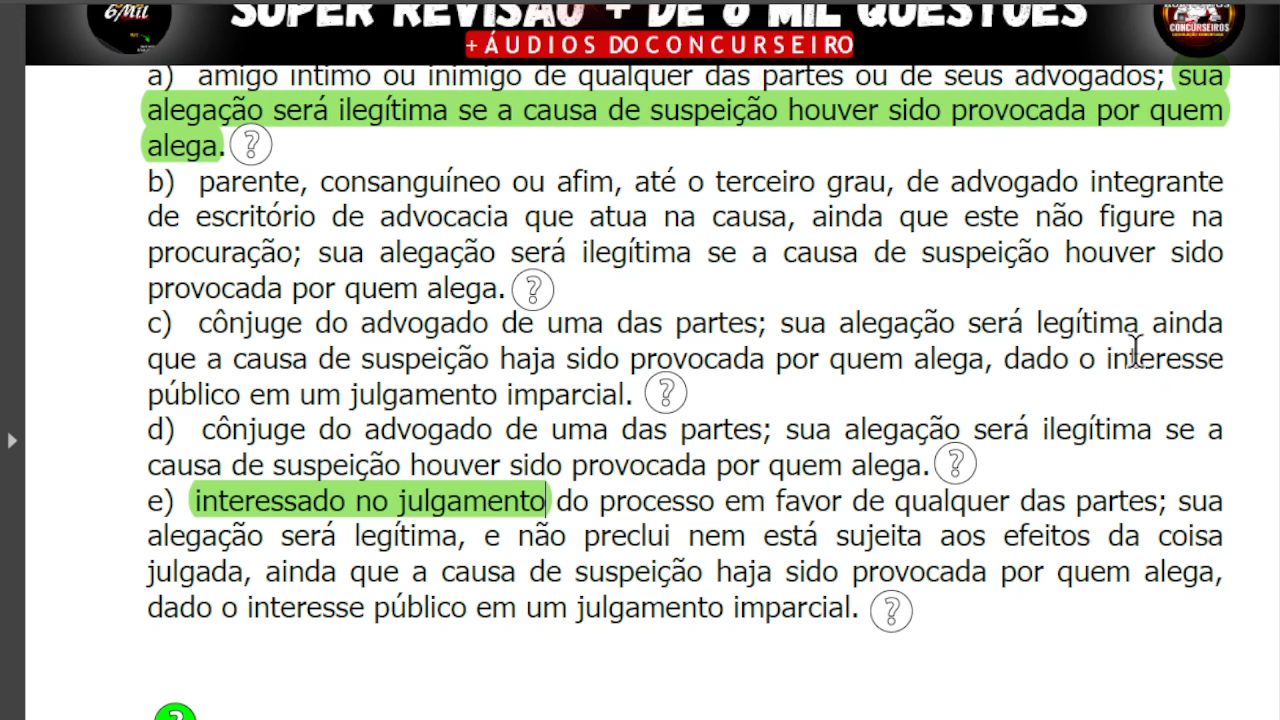 6Mil
SUPER REVISÃO + DE 6 MIL QUESTÕES
+ÁUDIOS DO CONCURSEIRO
CONCURSEIROS
a) amigo íntimo ou inimigo de qualquer das partes ou de seus advogados; sua
alegação será ilegítima se a causa de suspeição houver sido provocada por quem
alega. ?
b) parente, consanguíneo ou afim, até o terceiro grau, de advogado integrante
de escritório de advocacia que atua na causa, ainda que este não figure na
procuração; sua alegação será ilegítima se a causa de suspeição houver sido
provocada por quem alega. ?
c) cônjuge do advogado de uma das partes; sua alegação será legítima ainda
que a causa de suspeição haja sido provocada por quem alega, dado o interesse
público em um julgamento imparcial. ?
d) cônjuge do advogado de uma das partes; sua alegação será ilegítima se a
causa de suspeição houver sido provocada por quem alega. ?
e) interessado no julgamento do processo em favor de qualquer das partes; sua
alegação será legítima, e não preclui nem está sujeita aos efeitos da coisa
julgada, ainda que a causa de suspeição haja sido provocada por quem alega,
dado o interesse público em um julgamento imparcial. ?
?